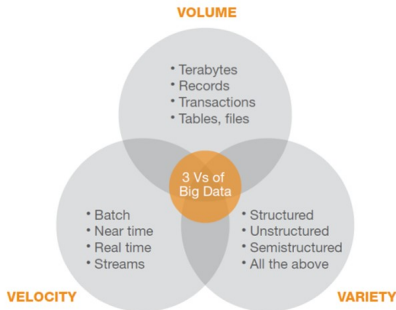 VOLUME
• Terabytes
• Records
• Transactions
• Tables, files
3 Vs of
Big Data
• Batch
• Near time
• Real time
• Streams
• Structured
• Unstructured
• Semistructured
• All the above
VELOCITY
VARIETY